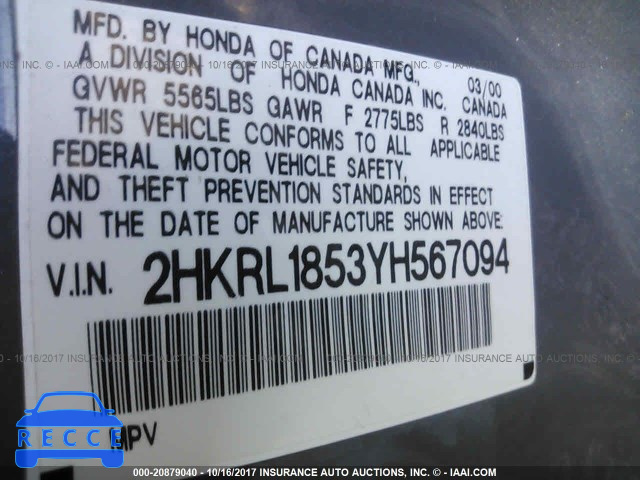 MFD. BY HONDA OF CANADA MFG.,
A DIVISION OF HONDA CANADA INC. CANADA
03/00
GVWR 5565LBS GAWR F 2775LBS R 2840LBS
THIS VEHICLE CONFORMS TO ALL APPLICABLE
FEDERAL MOTOR VEHICLE SAFETY,
AND THEFT PREVENTION STANDARDS IN EFFECT
ON THE DATE OF MANUFACTURE SHOWN ABOVE:
V.I.N. 2HKRL1853YH567094
MPV
RECCE
000-20879040 - 10/16/2017 INSURANCE AUTO AUCTIONS, INC. - IAAI.COM